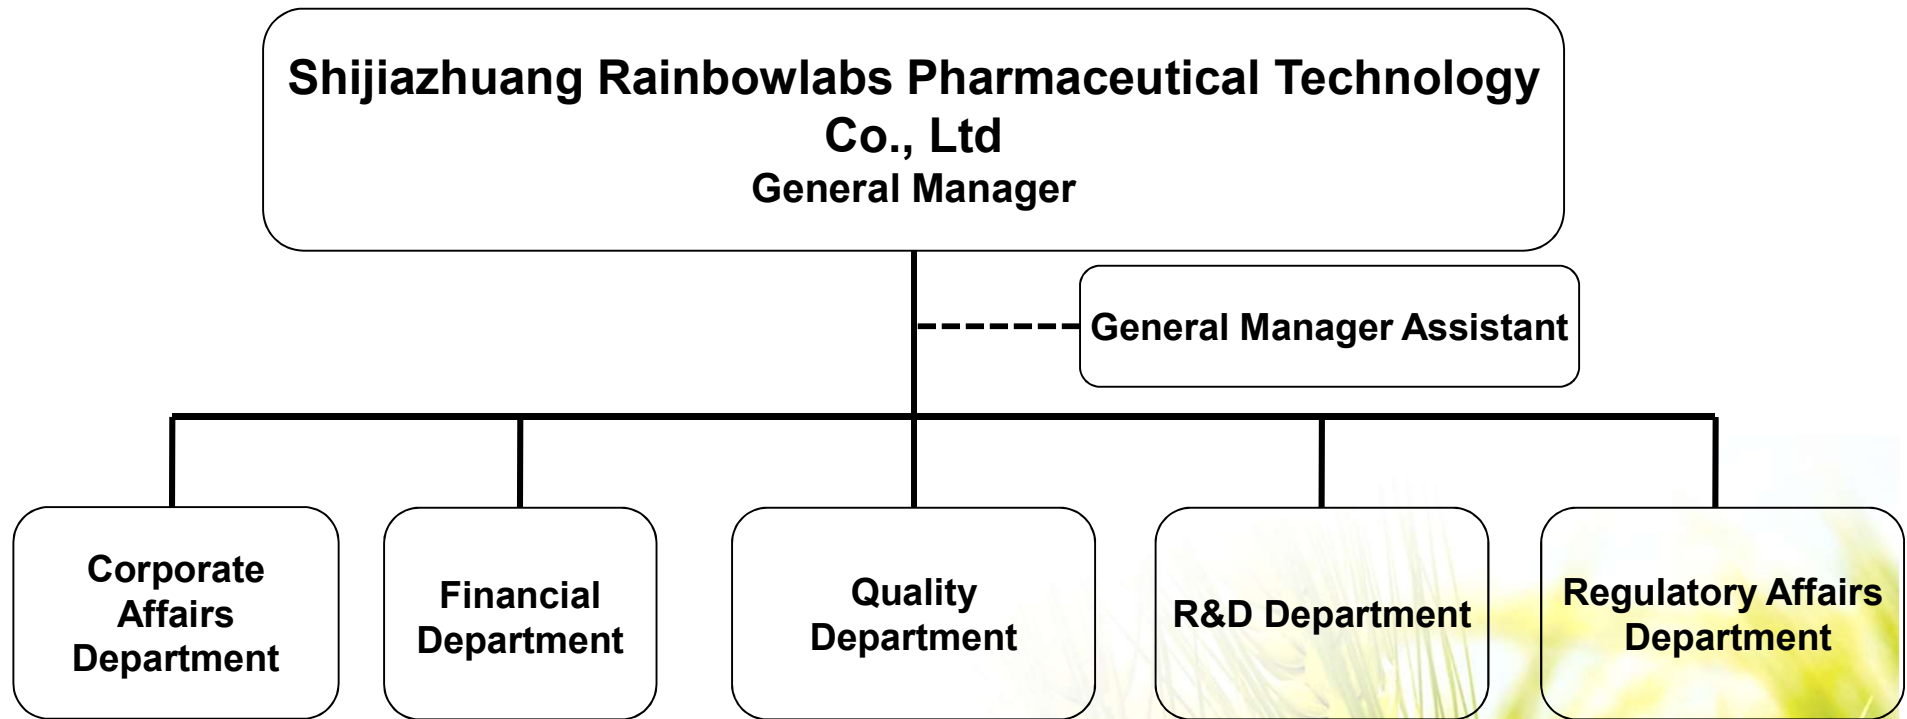 Shijiazhuang Rainbowlabs Pharmaceutical Technology
Co., Ltd
General Manager
General Manager Assistant
Corporate
Affairs
Department
Financial
Department
Quality
Department
R&D Department
Regulatory Affairs
Department